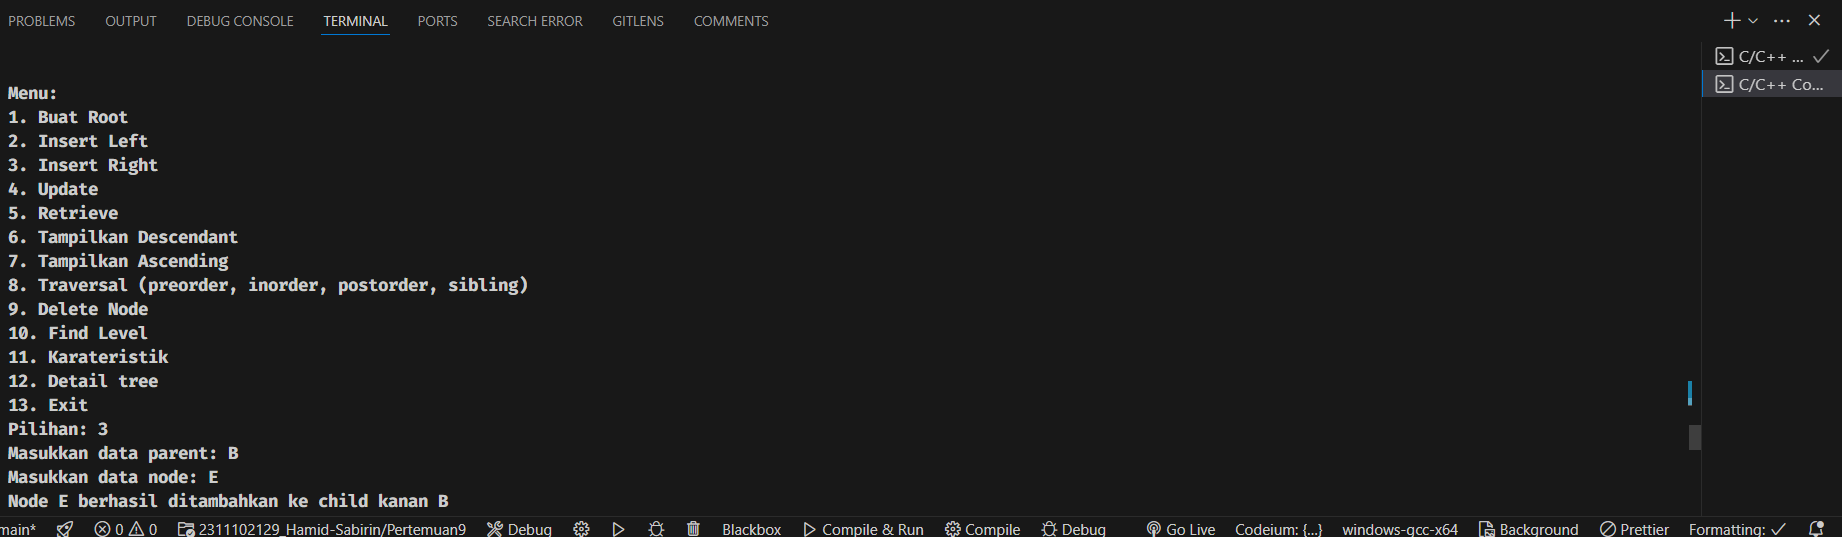 PROBLEMS OUTPUT DEBUG CONSOLE TERMINAL PORTS SEARCH ERROR GITLENS COMMENTS
C/C++ ...
C/C++ Co...
Menu:
1. Buat Root
2. Insert Left
3. Insert Right
4. Update
5. Retrieve
6. Tampilkan Descendant
7. Tampilkan Ascending
8. Traversal (preorder, inorder, postorder, sibling)
9. Delete Node
10. Find Level
11. Karateristik
12. Detail tree
13. Exit
Pilihan: 3
Masukkan data parent: B
Masukkan data node: E
Node E berhasil ditambahkan ke child kanan B
main* 0 0 2311102129_Hamid-Sabirin/Pertemuan9 Debug Blackbox Compile & Run Compile Debug Go Live Codeium: {...} windows-gcc-x64 Background Prettier Formatting: